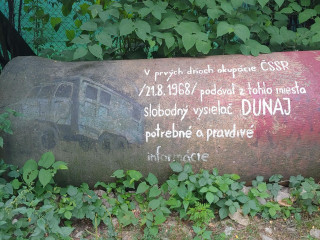 V prvých dňoch okupácie ČSSR
/21.8.1968/ podával z tohto miesta
slobodný vysielač DUNAJ
potrebné a pravdivé
informácie